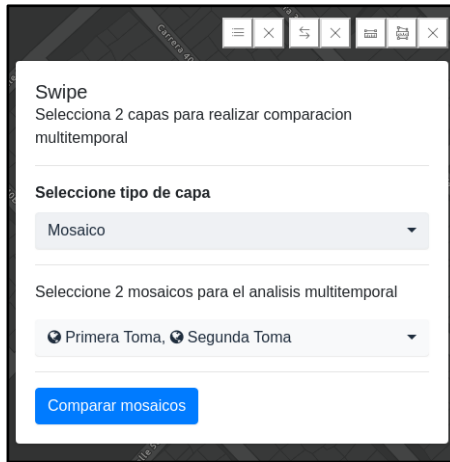 Carrera 40
Swipe
Selecciona 2 capas para realizar comparacion
multitemporal
Seleccione tipo de capa
Mosaico
Seleccione 2 mosaicos para el analisis multitemporal
Primera Toma, Segunda Toma
Comparar mosaicos